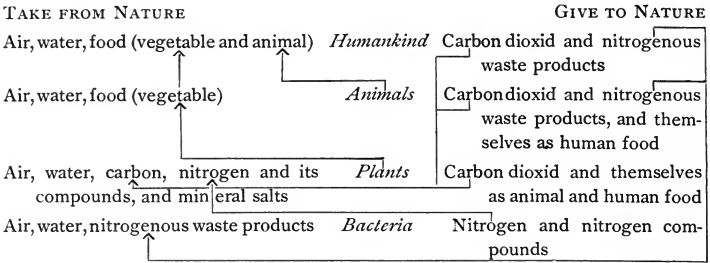 TAKE FROM NATURE GIVE TO NATURE
Air, water, food (vegetable and animal) Humankind Carbon dioxid and nitrogenous
waste products
Air, water, food (vegetable) Animals Carbon dioxid and nitrogenous
waste products, and them-
selves as human food
Air, water, carbon, nitrogen and its Plants Carbon dioxid and themselves
compounds, and mineral salts as animal and human food
Air, water, nitrogenous waste products Bacteria Nitrogen and nitrogen com-
pounds